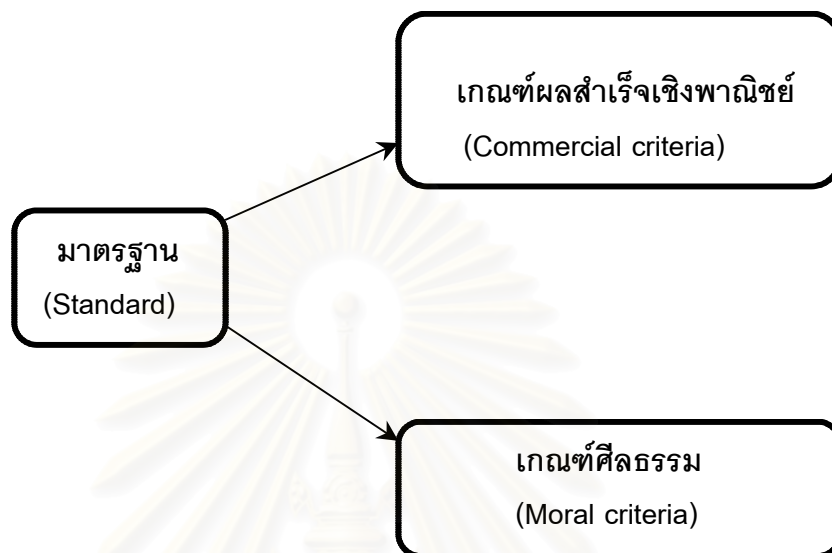 เกณฑ์ผลสำเร็จเชิงพาณิชย์
(Commercial criteria)
มาตรฐาน
(Standard)
เกณฑ์ศีลธรรม
(Moral criteria)